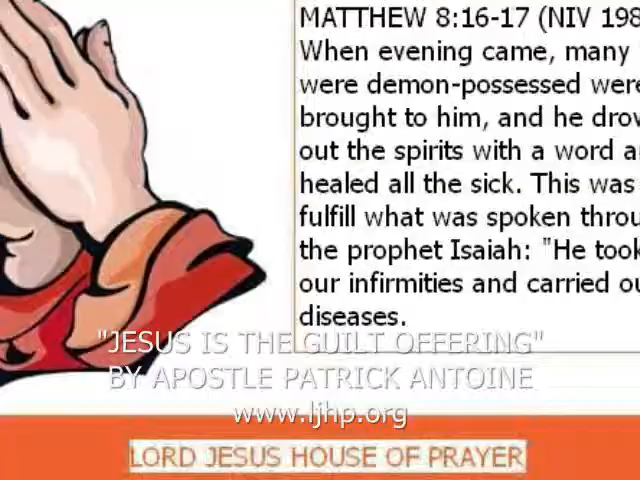 MATTHEW 8:16-17 (NIV 198
When evening came, many
were demon-possessed were
brought to him, and he drov
out the spirits with a word a
healed all the sick. This was
fulfill what was spoken throu
the prophet Isaiah: "He took
our infirmities and carried ou
diseases.
"JESUS IS THE GUILT OFFERING"
BY APOSTLE PATRICK ANTOINE
www.ljhp.org
LORD JESUS HOUSE OF PRAYER